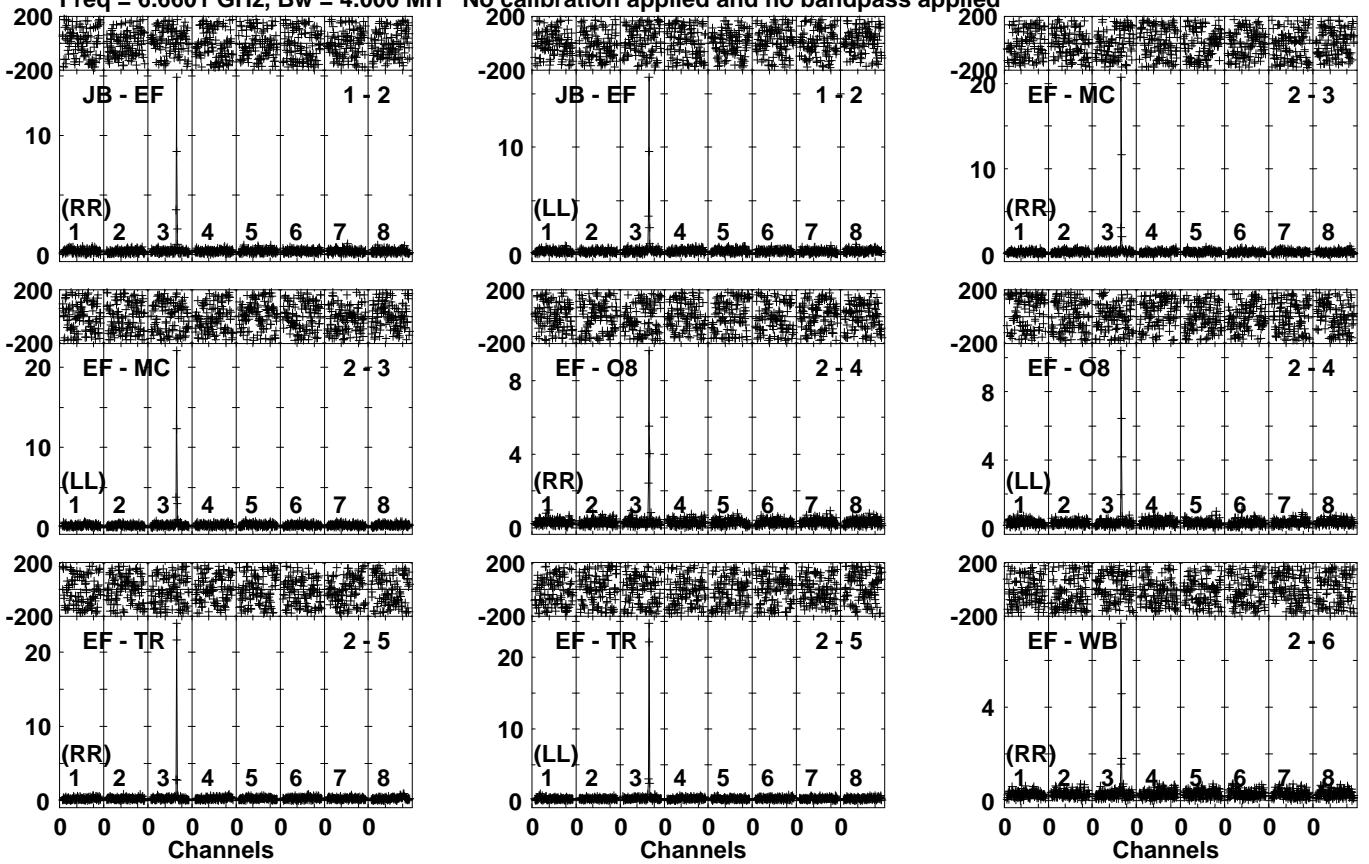 Freq = 6.6601 GHz, Bw = 4.000 MH No calibration applied and no bandpass applied
200 200 200
-200 -200 -200
JB - EF 1 - 2 JB - EF 1 - 2 EF - MC 2 - 3
20
10 10 10
(RR) (LL) (RR)
1 2 3 4 5 6 7 8 1 2 3 4 5 6 7 8 1 2 3 4 5 6 7 8
0 0 0
200 200 200
-200 -200 -200
EF - MC 2 - 3 EF - O8 2 - 4 EF - O8 2 - 4
20 8 8
10 4 4
(LL) (RR) (LL)
1 2 3 4 5 6 7 8 1 2 3 4 5 6 7 8 1 2 3 4 5 6 7 8
0 0 0
200 200 200
-200 -200 -200
EF - TR 2 - 5 EF - TR 2 - 5 EF - WB 2 - 6
20 20
10 10 4
(RR) (LL) (RR)
1 2 3 4 5 6 7 8 1 2 3 4 5 6 7 8 1 2 3 4 5 6 7 8
0 0 0
0 0 0 0 0 0 0 0 0 0 0 0 0 0 0 0 0 0 0 0 0 0 0 0
Channels Channels Channels